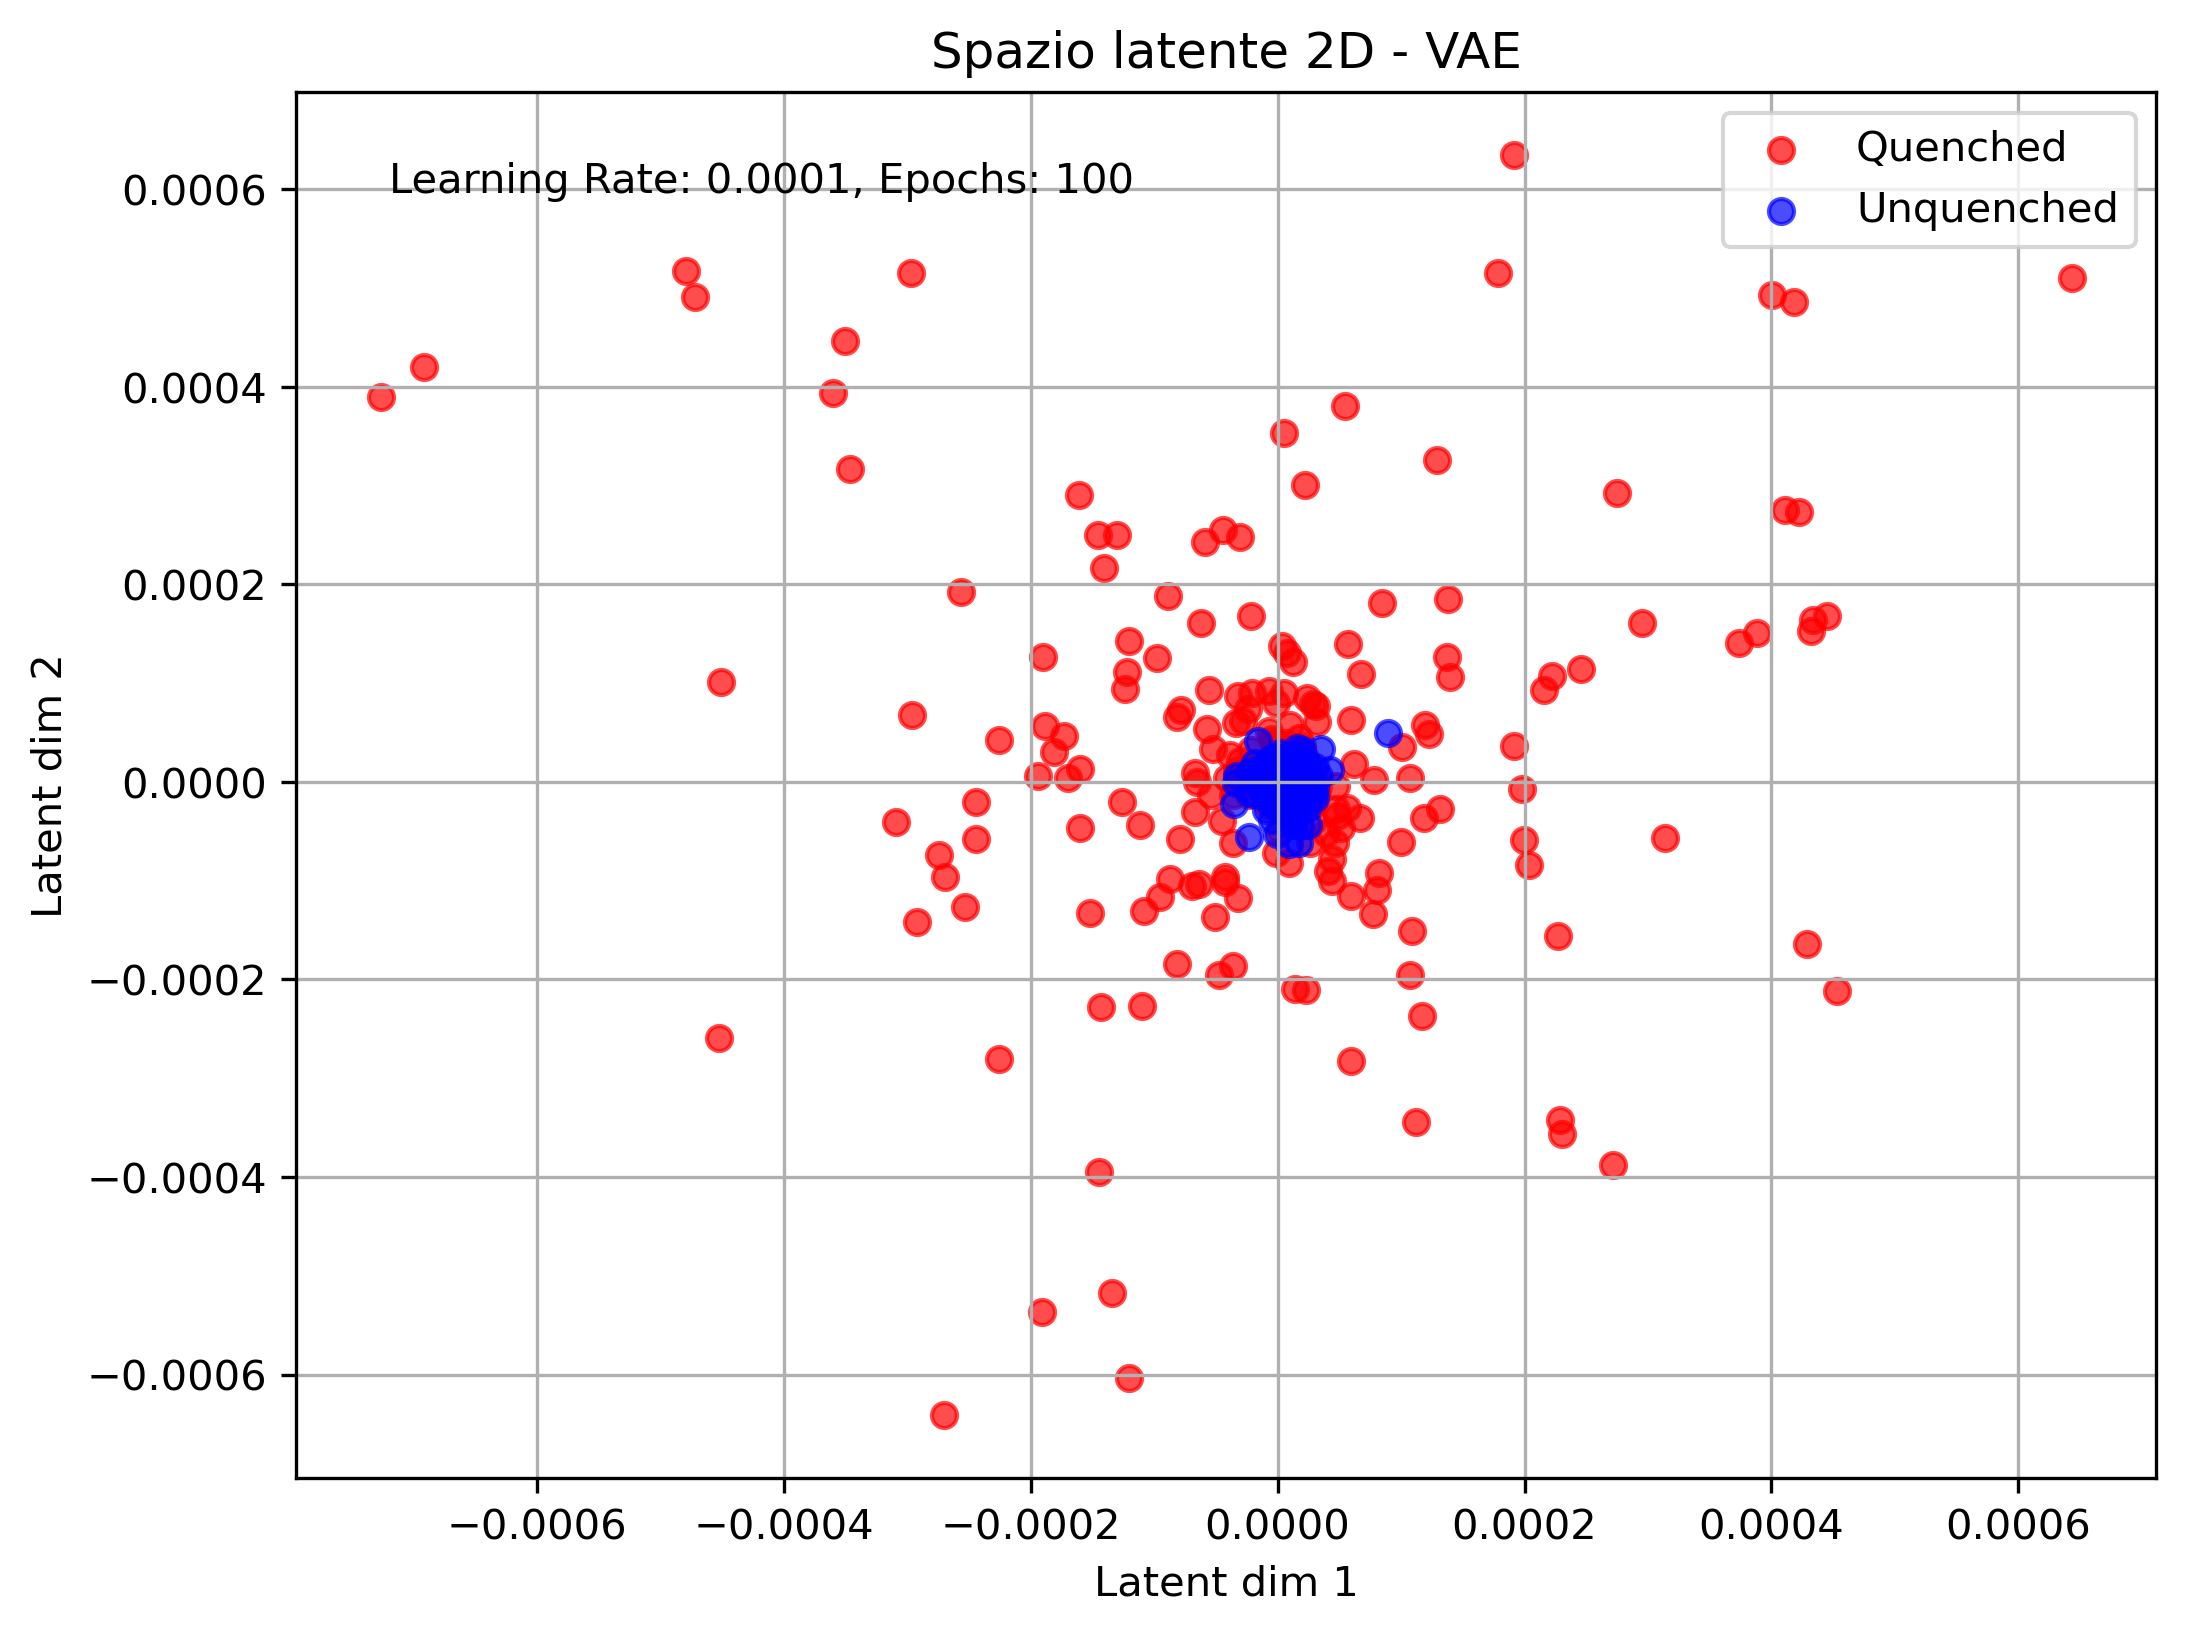 Spazio latente 2D - VAE
Learning Rate: 0.0001, Epochs: 100
Quenched
Unquenched
0.0006
0.0004
0.0002
0.0000
−0.0002
−0.0004
−0.0006
Latent dim 2
−0.0006
−0.0004
−0.0002
0.0000
0.0002
0.0004
0.0006
Latent dim 1